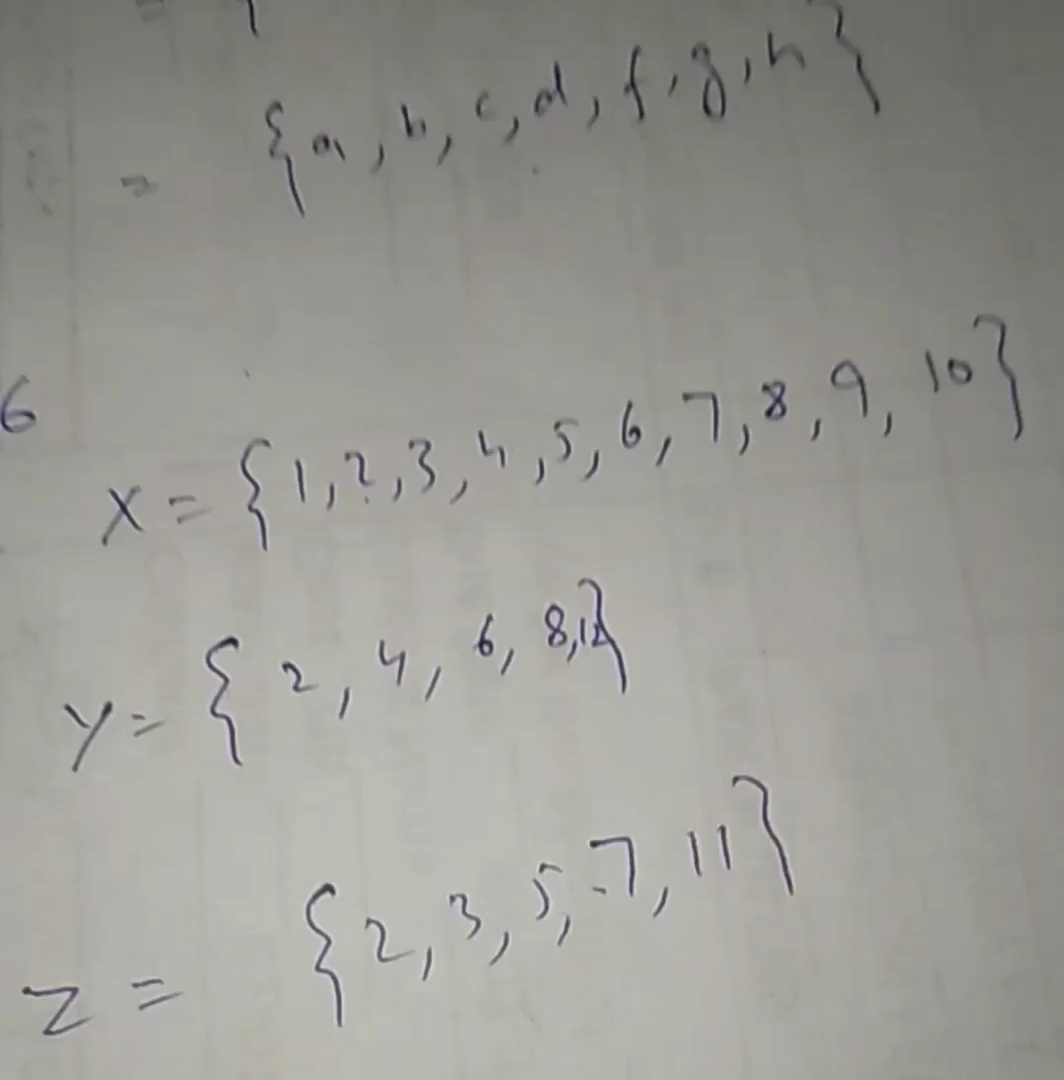 = {a, b, c, d, f, g, h}
6
X = {1, 2, 3, 4, 5, 6, 7, 8, 9, 10}
Y = {2, 4, 6, 8, 12}
Z = {2, 3, 5, 7, 11}